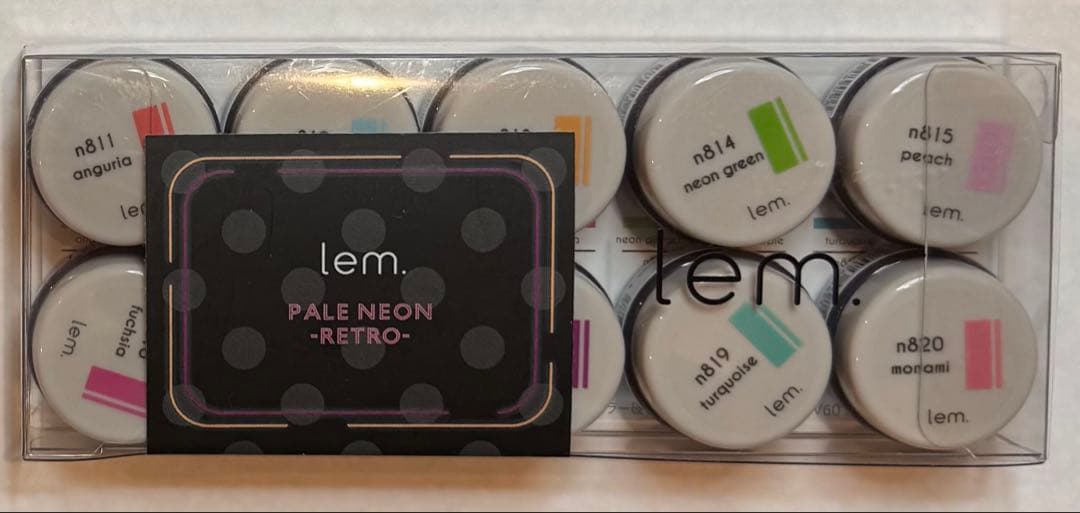 n811
anguria
n814
neon green
lem.
n815
peach
lem.
lem.
PALE NEON
-RETRO-
lem.
fuchsia
lem.
n819
turquoise
lem.
n820
monami
lem.